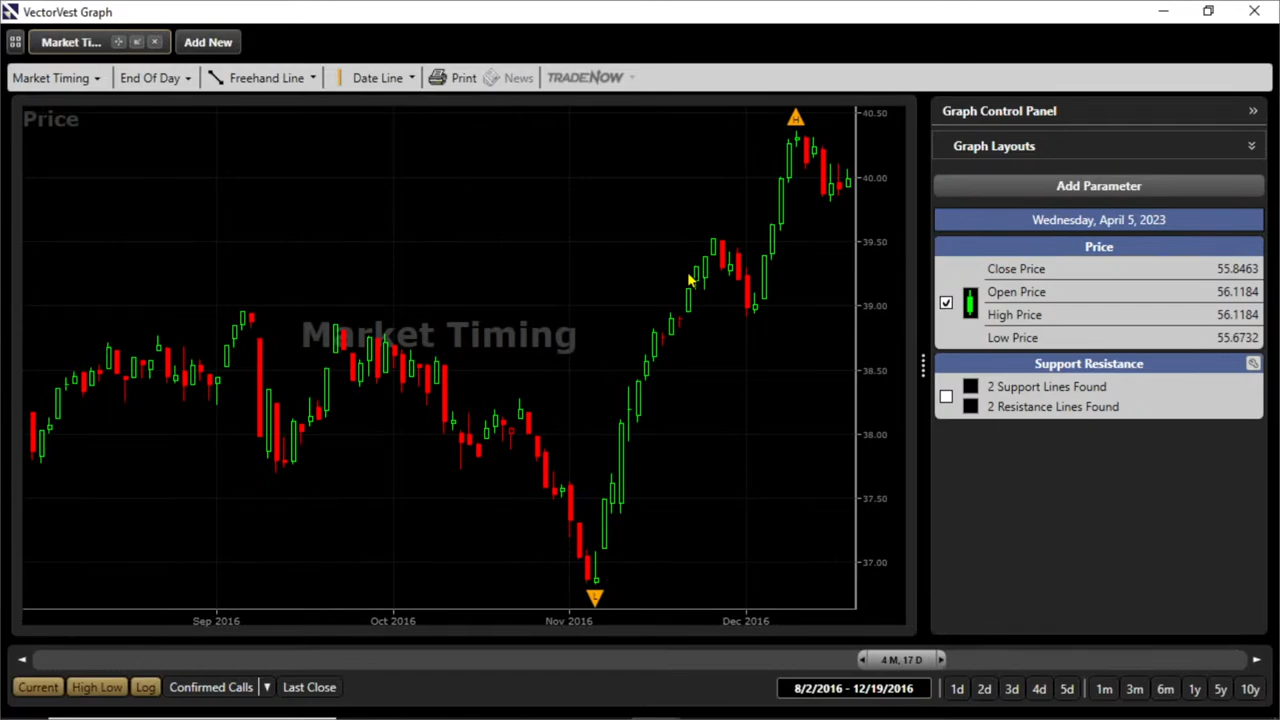 VectorVest Graph
Market Ti...
Add New
Market Timing
End Of Day
Freehand Line
Date Line
Print
News
TRADENOW
Price
Market Timing
H
L
40.50
40.00
39.50
39.00
38.50
38.00
37.50
37.00
Sep 2016
Oct 2016
Nov 2016
Dec 2016
Graph Control Panel
Graph Layouts
Add Parameter
Wednesday, April 5, 2023
Price
Close Price 55.8463
Open Price 56.1184
High Price 56.1184
Low Price 55.6732
Support Resistance
2 Support Lines Found
2 Resistance Lines Found
4 M, 17 D
Current
High Low
Log
Confirmed Calls
Last Close
8/2/2016 - 12/19/2016
1d
2d
3d
4d
5d
1m
3m
6m
1y
5y
10y